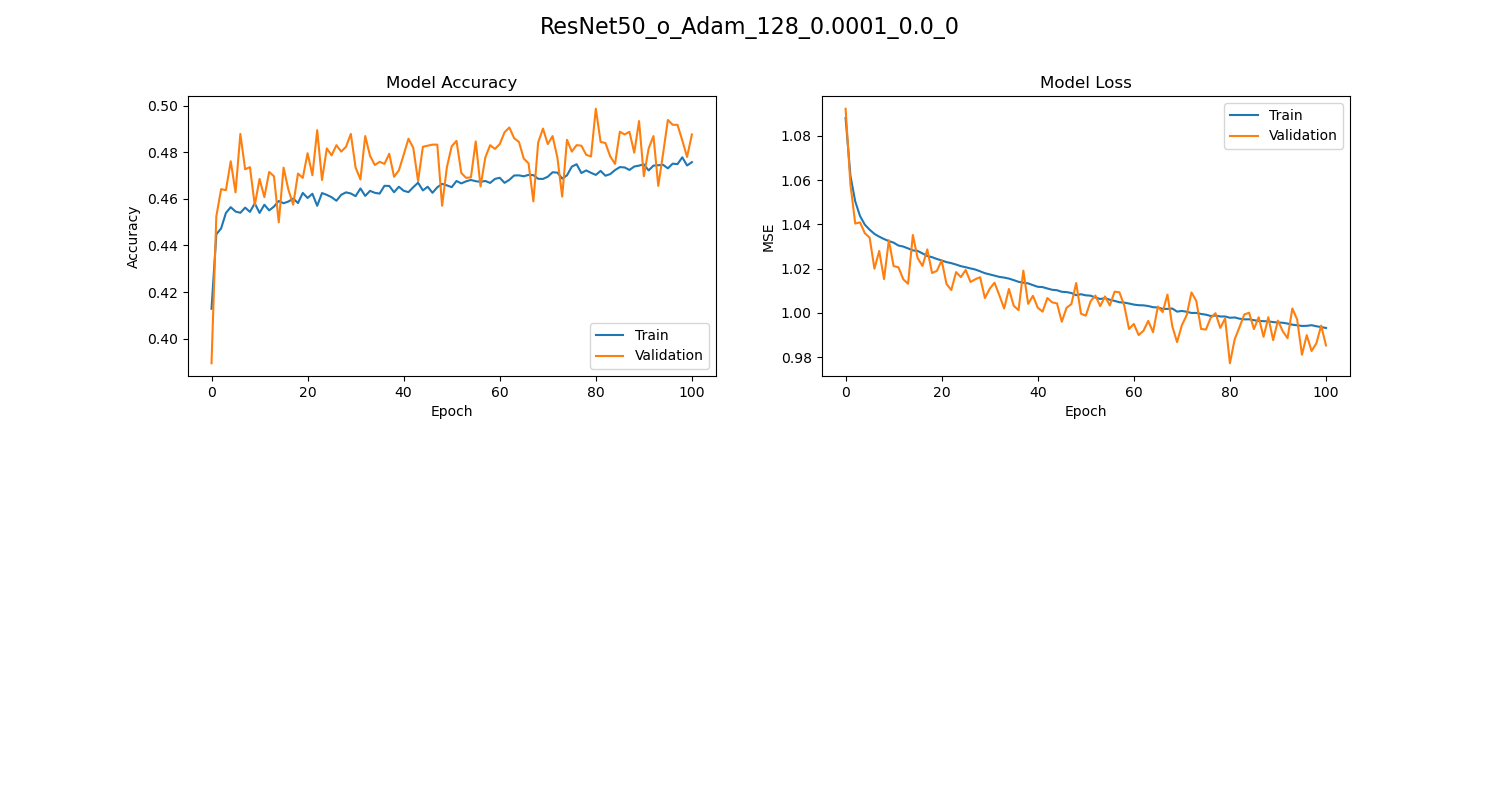 ResNet50_o_Adam_128_0.0001_0.0_0
Model Accuracy
0.50
0.48
0.46
0.44
0.42
0.40
Accuracy
Train
Validation
0 20 40 60 80 100
Epoch
Model Loss
1.08
1.06
1.04
1.02
1.00
0.98
MSE
Train
Validation
0 20 40 60 80 100
Epoch